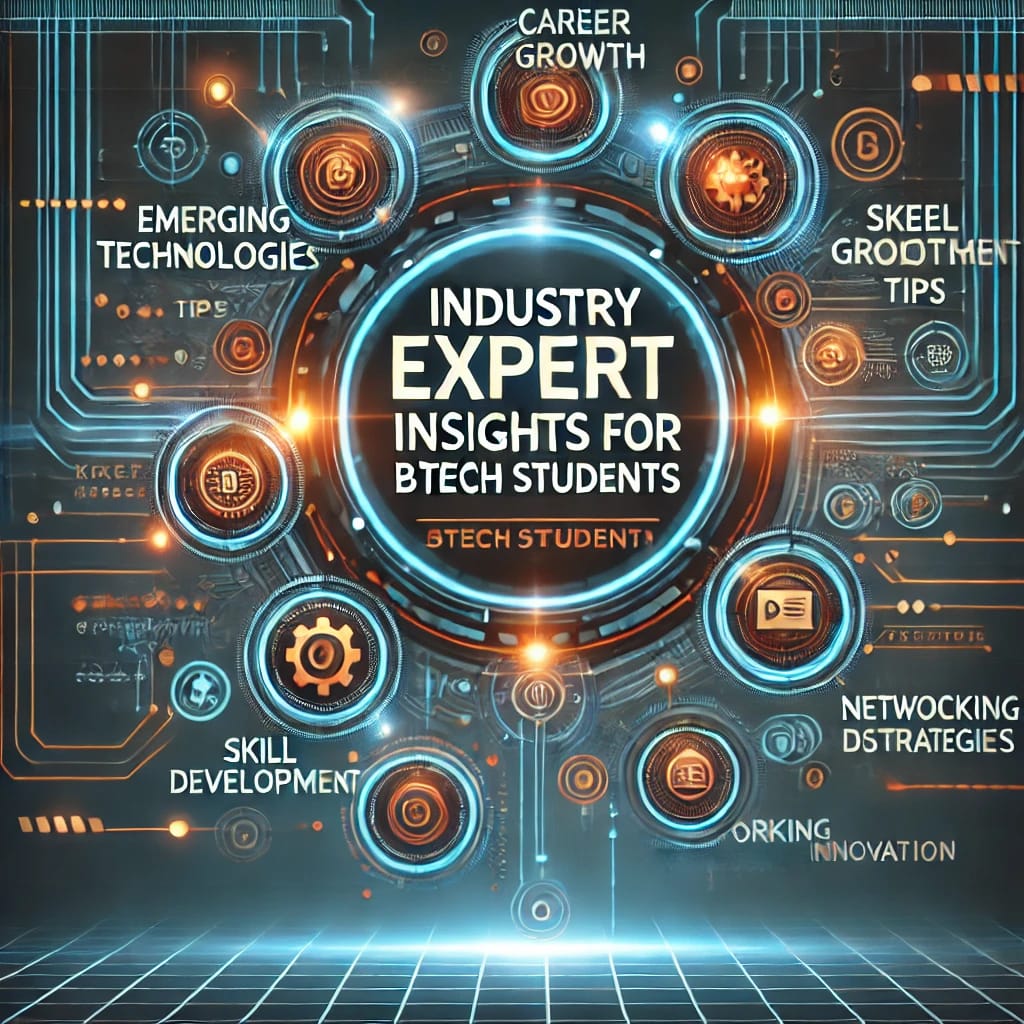 CAREER
GROWTH
EMERGING
TECHNOLOGIES
TIPS
SKEEL
TIPS
INDUSTRY
EXPERT
INSIGHTS FOR
BTECH STUDENTS
BTECH STUDENT
SKILL
DEVELOPMENT
NETWOCKING
DSTRATEGIES
ORKING
INNOVATION